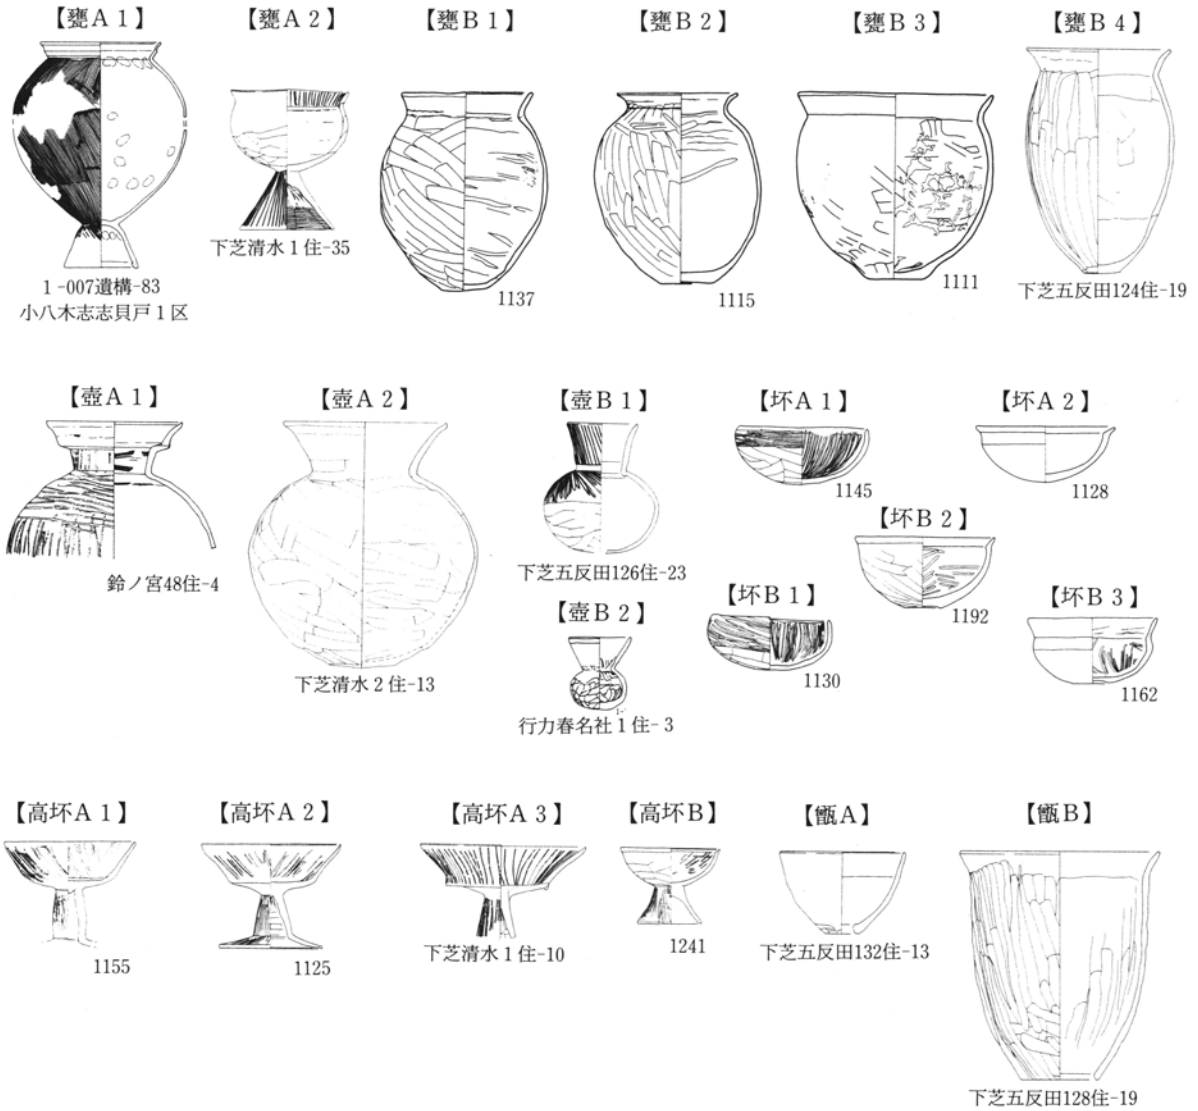 【甕A1】
【甕A2】
【甕B1】
【甕B2】
【甕B3】
【甕B4】
1-007遺構-83
小八木志志貝戸1区
下芝清水1住-35
1137
1115
1111
下芝五反田124住-19
【壺A1】
【壺A2】
【壺B1】
【坏A1】
【坏A2】
鈴ノ宮48住-4
下芝清水2住-13
下芝五反田126住-23
1145
1128
【坏B2】
1192
【壺B2】
行力春名社1住-3
【坏B1】
1130
【坏B3】
1162
【高坏A1】
【高坏A2】
【高坏A3】
【高坏B】
【甑A】
【甑B】
1155
1125
下芝清水1住-10
1241
下芝五反田132住-13
下芝五反田128住-19